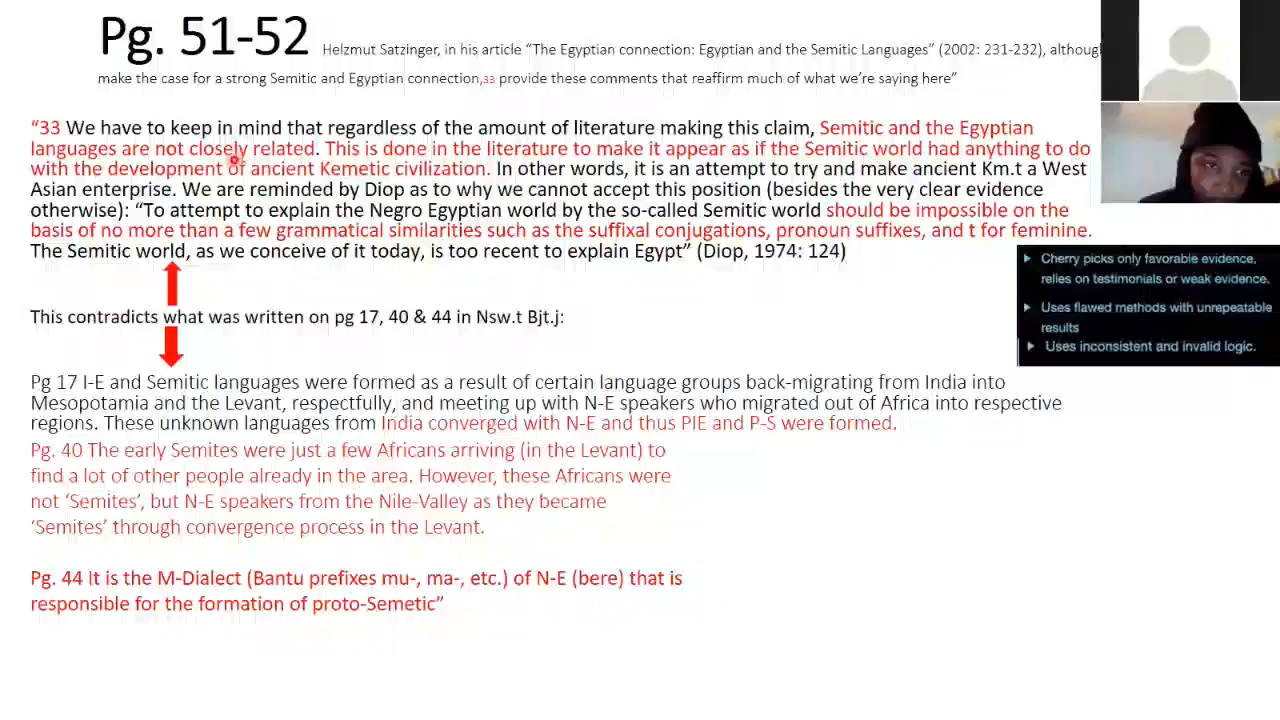 Pg. 51-52 Helzmut Satzinger, in his article “The Egyptian connection: Egyptian and the Semitic Languages” (2002: 231-232), althoug
make the case for a strong Semitic and Egyptian connection,33 provide these comments that reaffirm much of what we’re saying here”
“33 We have to keep in mind that regardless of the amount of literature making this claim, Semitic and the Egyptian
languages are not closely related. This is done in the literature to make it appear as if the Semitic world had anything to do
with the development of ancient Kemetic civilization. In other words, it is an attempt to try and make ancient Km.t a West
Asian enterprise. We are reminded by Diop as to why we cannot accept this position (besides the very clear evidence
otherwise): “To attempt to explain the Negro Egyptian world by the so-called Semitic world should be impossible on the
basis of no more than a few grammatical similarities such as the suffixal conjugations, pronoun suffixes, and t for feminine.
The Semitic world, as we conceive of it today, is too recent to explain Egypt” (Diop, 1974: 124)
Cherry picks only favorable evidence,
relies on testimonials or weak evidence.
Uses flawed methods with unrepeatable
results
Uses inconsistent and invalid logic.
This contradicts what was written on pg 17, 40 & 44 in Nsw.t Bjt.j:
Pg 17 I-E and Semitic languages were formed as a result of certain language groups back-migrating from India into
Mesopotamia and the Levant, respectfully, and meeting up with N-E speakers who migrated out of Africa into respective
regions. These unknown languages from India converged with N-E and thus PIE and P-S were formed.
Pg. 40 The early Semites were just a few Africans arriving (in the Levant) to
find a lot of other people already in the area. However, these Africans were
not ‘Semites’, but N-E speakers from the Nile-Valley as they became
‘Semites’ through convergence process in the Levant.
Pg. 44 It is the M-Dialect (Bantu prefixes mu-, ma-, etc.) of N-E (bere) that is
responsible for the formation of proto-Semetic”